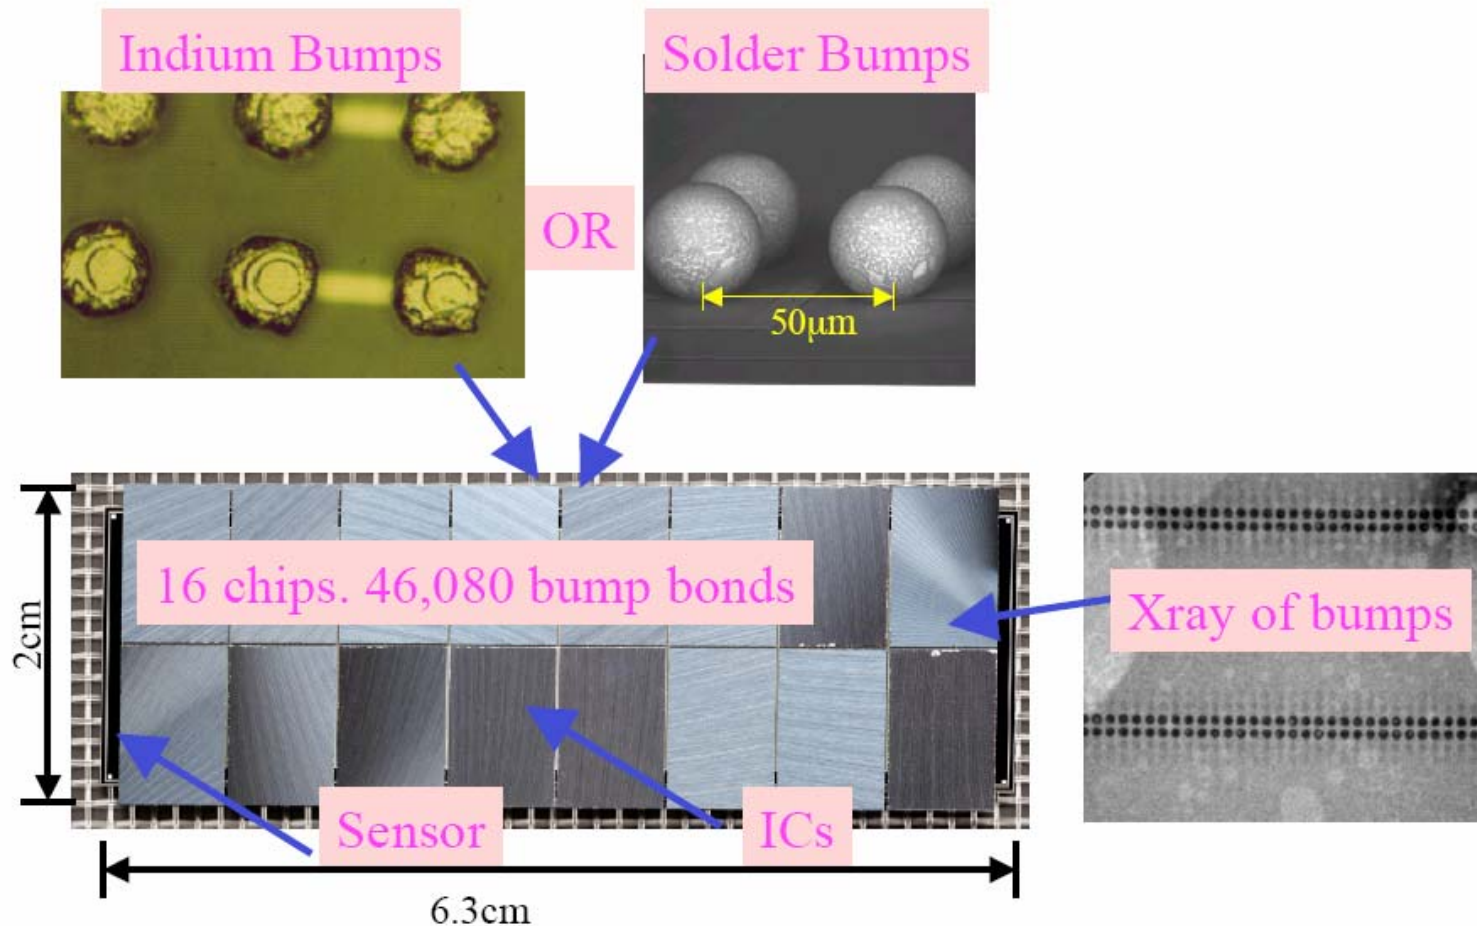 Indium Bumps
Solder Bumps
OR
50μm
16 chips. 46,080 bump bonds
Xray of bumps
2cm
Sensor
ICs
6.3cm